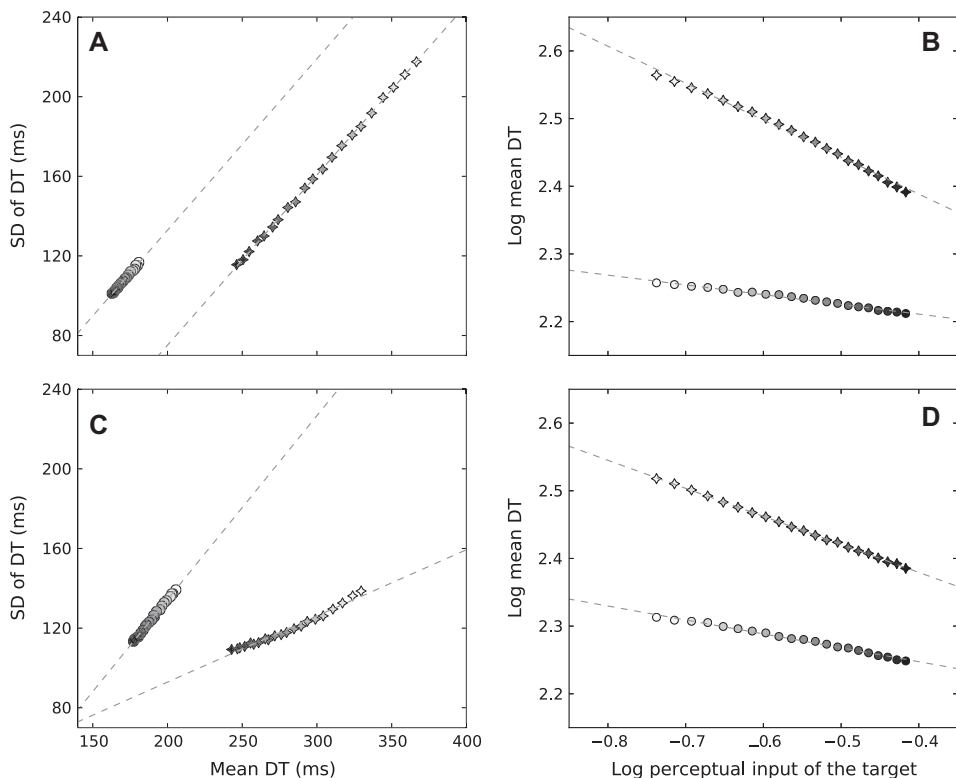 A
SD of DT (ms)
240
200
160
120
80
B
Log mean DT
2.6
2.5
2.4
2.3
2.2
C
SD of DT (ms)
240
200
160
120
80
150 200 250 300 350 400
Mean DT (ms)
D
Log mean DT
2.6
2.5
2.4
2.3
2.2
−0.8 −0.7 −0.6 −0.5 −0.4
Log perceptual input of the target